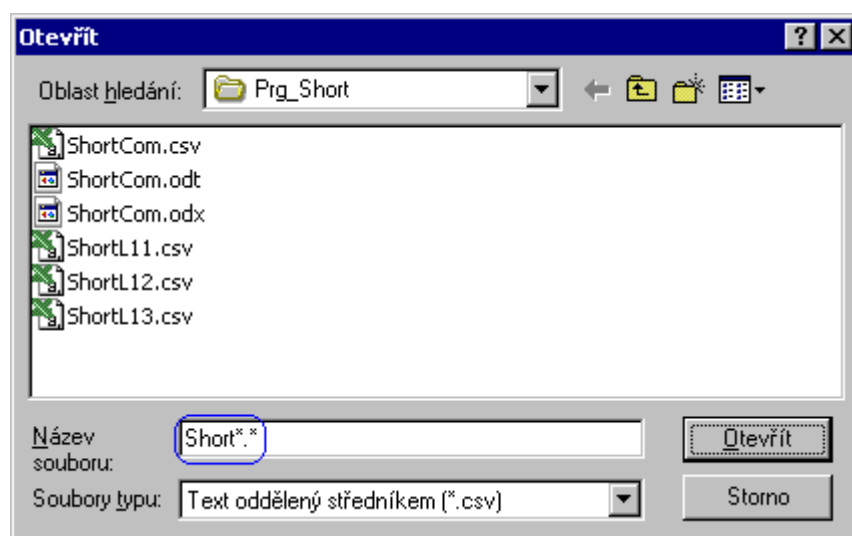 Otevřít
Oblast hledání: Prg_Short
ShortCom.csv
ShortCom.odt
ShortCom.odx
ShortL11.csv
ShortL12.csv
ShortL13.csv
Název souboru: Short*.*
Otevřít
Soubory typu: Text oddělený středníkem (*.csv)
Storno